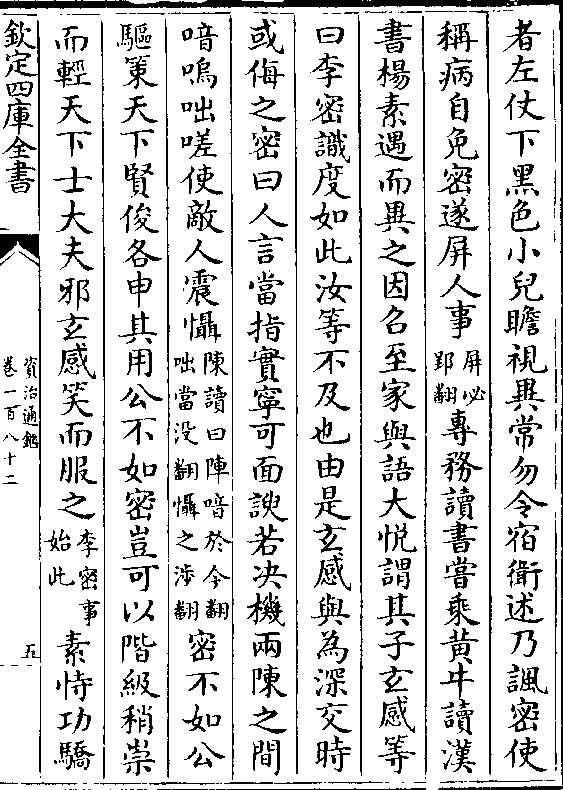 者左仗下黑色小兒瞻視異常勿令宿衛述乃諷密使
稱病自免密遂屏人事屏必郢翻專務讀書嘗乘黄牛讀漢
書楊素遇而異之因召至家與語大悅謂其子玄感等
曰李密識度如此汝等不及也由是玄感與為深交時
或侮之密曰人言當指實寧可面諛若决機兩陳之間
喑嗚咄嗟使敵人震懾陳讀曰陣喑於今翻咄當没翻懾之涉翻密不如公
驅策天下賢俊各申其用公不如密豈可以階級稍崇
而輕天下士大夫邪玄感笑而服之李密事始此素恃功驕
欽定四庫全書
資治通鑑
卷一百八十二
五